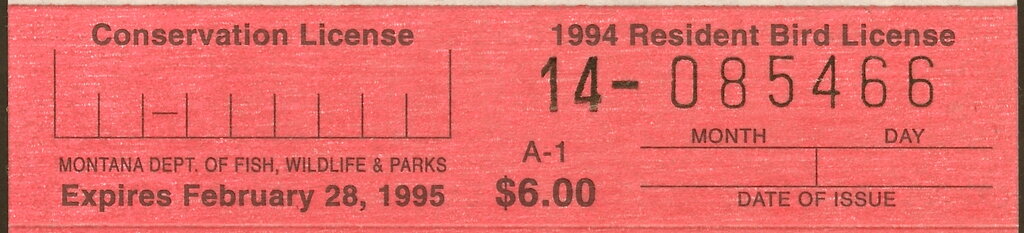 Conservation License
MONTANA DEPT. OF FISH, WILDLIFE & PARKS
Expires February 28, 1995
1994 Resident Bird License
14-085466
A-1
$6.00
MONTH DAY
DATE OF ISSUE